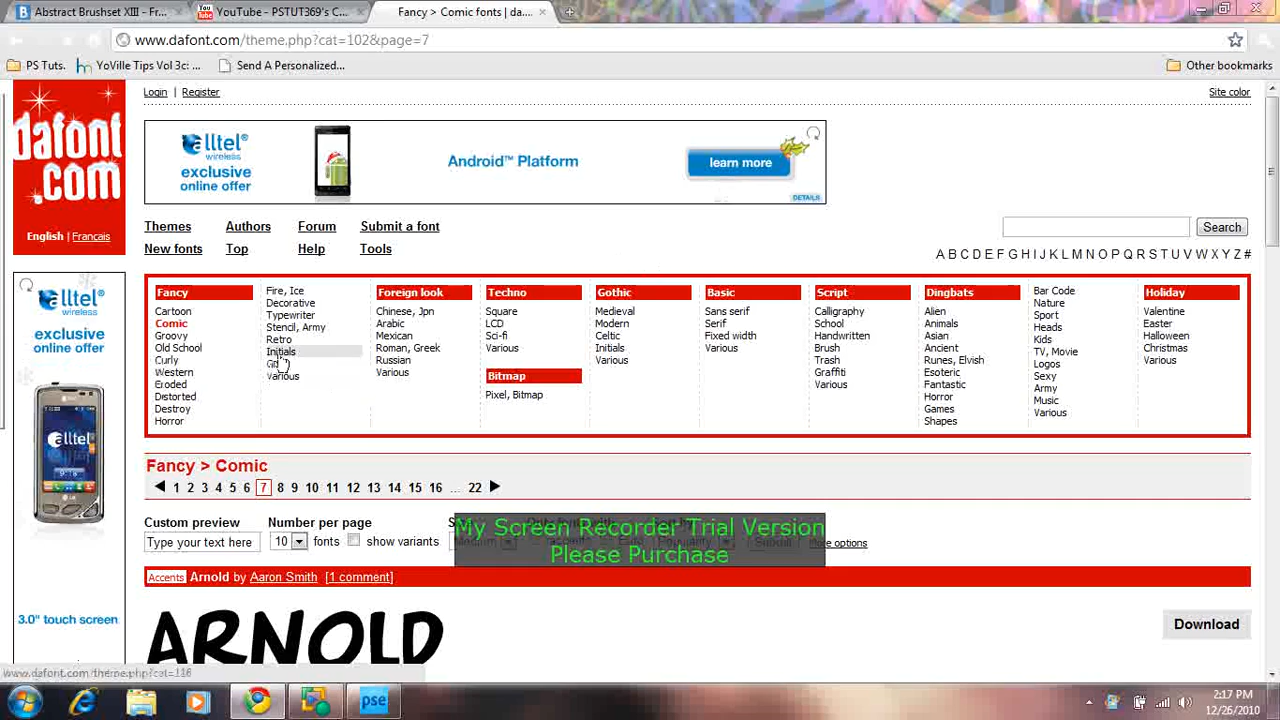 Abstract Brushset XIII - Fr...
YouTube - PSTUT369's C...
Fancy > Comic fonts | da...
www.dafont.com/theme.php?cat=102&page=7
PS Tuts.
YoVille Tips Vol 3c: ...
Send A Personalized...
Other bookmarks
dafont
.com
English | Francais
Login | Register
Site color
alltel
wireless
exclusive
online offer
Android™ Platform
learn more
DETAILS
Themes Authors Forum Submit a font
New fonts Top Help Tools
Search
A B C D E F G H I J K L M N O P Q R S T U V W X Y Z #
Fancy
Cartoon
Comic
Groovy
Old School
Curly
Western
Eroded
Distorted
Destroy
Horror
Fire, Ice
Decorative
Typewriter
Stencil, Army
Retro
Initials
Various
Foreign look
Chinese, Jpn
Arabic
Mexican
Roman, Greek
Russian
Various
Techno
Square
LCD
Sci-fi
Various
Bitmap
Pixel, Bitmap
Gothic
Medieval
Modern
Celtic
Initials
Various
Basic
Sans serif
Serif
Fixed width
Various
Script
Calligraphy
School
Handwritten
Brush
Trash
Graffiti
Various
Dingbats
Alien
Animals
Asian
Ancient
Runes, Elvish
Esoteric
Fantastic
Horror
Games
Shapes
Bar Code
Nature
Sport
Heads
Kids
TV, Movie
Logos
Sexy
Army
Music
Various
Holiday
Valentine
Easter
Halloween
Christmas
Various
alltel
wireless
exclusive
online offer
alltel
3.0" touch screen
Fancy > Comic
1 2 3 4 5 6 7 8 9 10 11 12 13 14 15 16 ... 22
Custom preview
Type your text here
Number per page
10 fonts show variants
My Screen Recorder Trial Version
Please Purchase
More options
Accents Arnold by Aaron Smith [1 comment]
ARNOLD
Download
www.dafont.com/theme.php?cat=116
pse
2:17 PM
12/26/2010